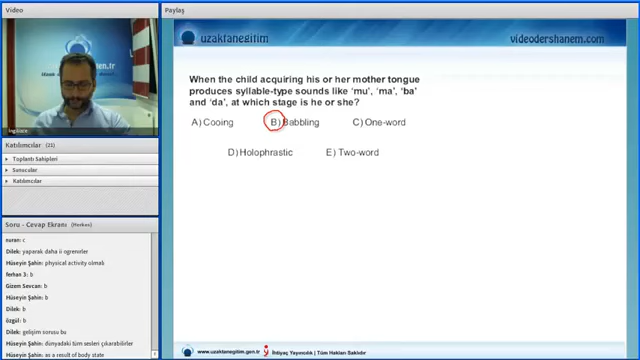 Video
Paylaş
uzaktanegitim
videodershanem.com
When the child acquiring his or her mother tongue
produces syllable-type sounds like ‘mu’, ‘ma’, ‘ba’
and ‘da’, at which stage is he or she?
A) Cooing
B) Babbling
C) One-word
D) Holophrastic
E) Two-word
İngilizce
Katılımcılar (21)
Toplantı Sahipleri
Sunucular
Katılımcılar
Soru - Cevap Ekranı (Herkes)
nuran: c
Dilek: yaparak daha ii ogrenirler
Hüseyin Şahin: physical activity olmalı
ferhan 3: b
Gizem Sevcan: b
Hüseyin Şahin: b
Dilek: b
özgül: b
Dilek: gelişim sorusu bu
Hüseyin Şahin: dünyadaki tüm sesleri çıkarabilirler
Hüseyin Şahin: as a result of body state
www.uzaktanegitim.gen.tr
İhtiyaç Yayıncılık | Tüm Hakları Saklıdır